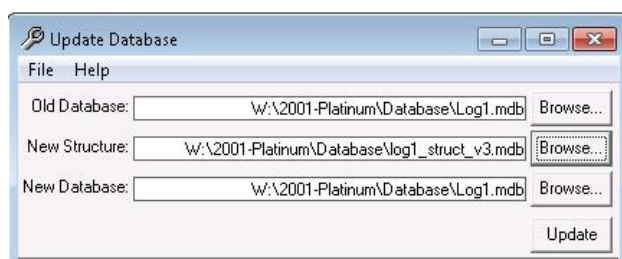 Update Database
File Help
Old Database: W:\2001-Platinum\Database\Log1.mdb Browse...
New Structure: W:\2001-Platinum\Database\log1_struct_v3.mdb Browse...
New Database: W:\2001-Platinum\Database\Log1.mdb Browse...
Update